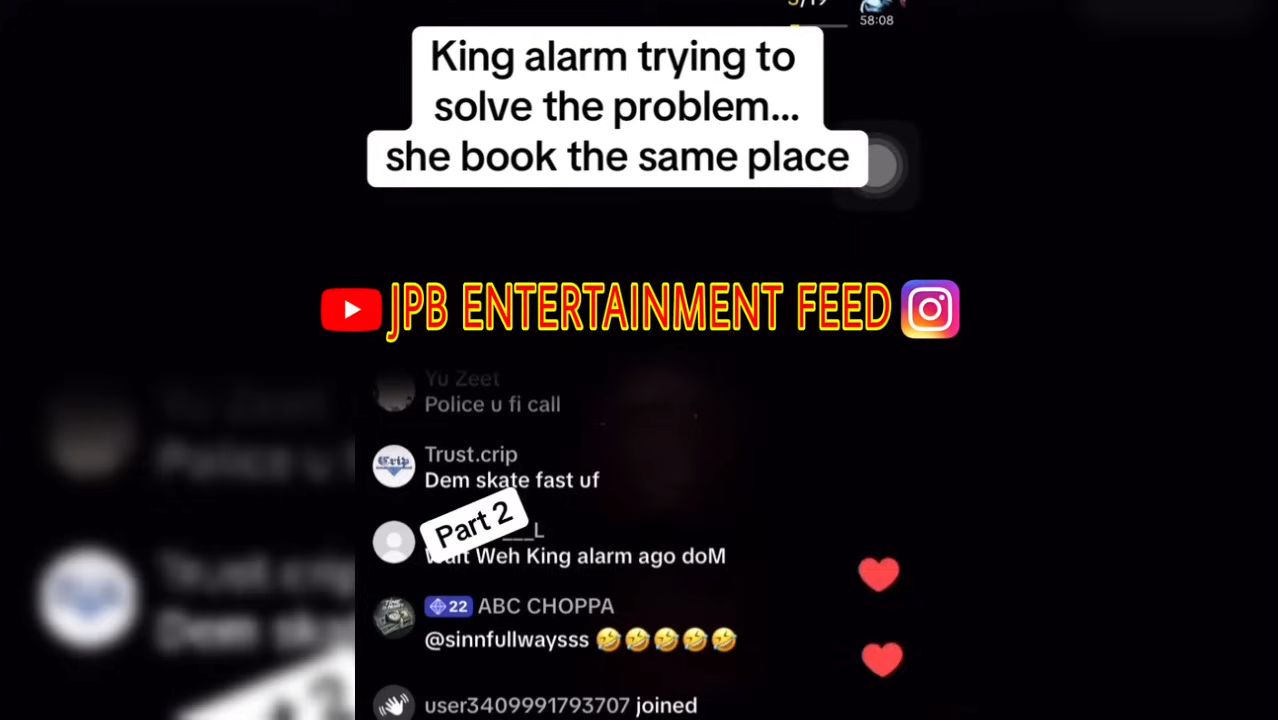 58:08
King alarm trying to
solve the problem...
she book the same place
JPB ENTERTAINMENT FEED
Yu Zeet
Police u fi call
Trust.crip
Dem skate fast uf
Part 2
___L
Wait Weh King alarm ago doM
22 ABC CHOPPA
@sinnfullwaysss 🤣🤣🤣🤣🤣
user3409991793707 joined